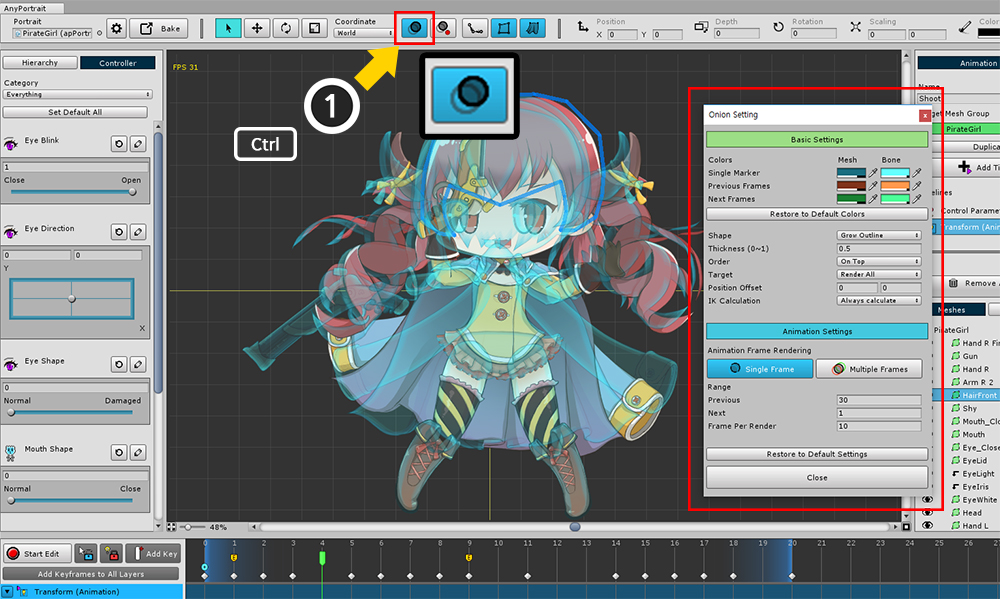 AnyPortrait
Portrait
PirateGirl (apPortr
Bake
Coordinate
World
Position
X 0 Y 0
Depth
0
Rotation
0
Scaling
0 0
Color
Hierarchy
Controller
Category
Everything
Set Default All
Eye Blink
1
Close Open
Eye Direction
0 0
Y
X
Eye Shape
0
Normal Damaged
Mouth Shape
0
Normal Close
FPS 31
1
Ctrl
48%
Onion Setting
x
Basic Settings
Colors Mesh Bone
Single Marker
Previous Frames
Next Frames
Restore to Default Colors
Shape Grow Outline
Thickness (0~1) 0.5
Order On Top
Target Render All
Position Offset 0 0
IK Calculation Always calculate
Animation Settings
Animation Frame Rendering
Single Frame Multiple Frames
Range
Previous 30
Next 1
Frame Per Render 10
Restore to Default Settings
Close
Animation
Name
Shoot
get Mesh Group
PirateGirl
Duplica
Add Ti
elines
Control Parame
Transform (Anim
Remove
Meshes
PirateGirl
Hand R Fi
Gun
Hand R
Arm R 2
HairFront
Shy
Mouth_Clo
Mouth
Eye_Close
EyeLid
EyeLight
EyeIris
EyeWhite
Head
Hand L
Start Edit
Add Key
Add Keyframes to All Layers
Transform (Animation)
0 1 2 3 4 5 6 7 8 9 10 11 12 13 14 15 16 17 18 19 20 21 22 23 24 25 26 27